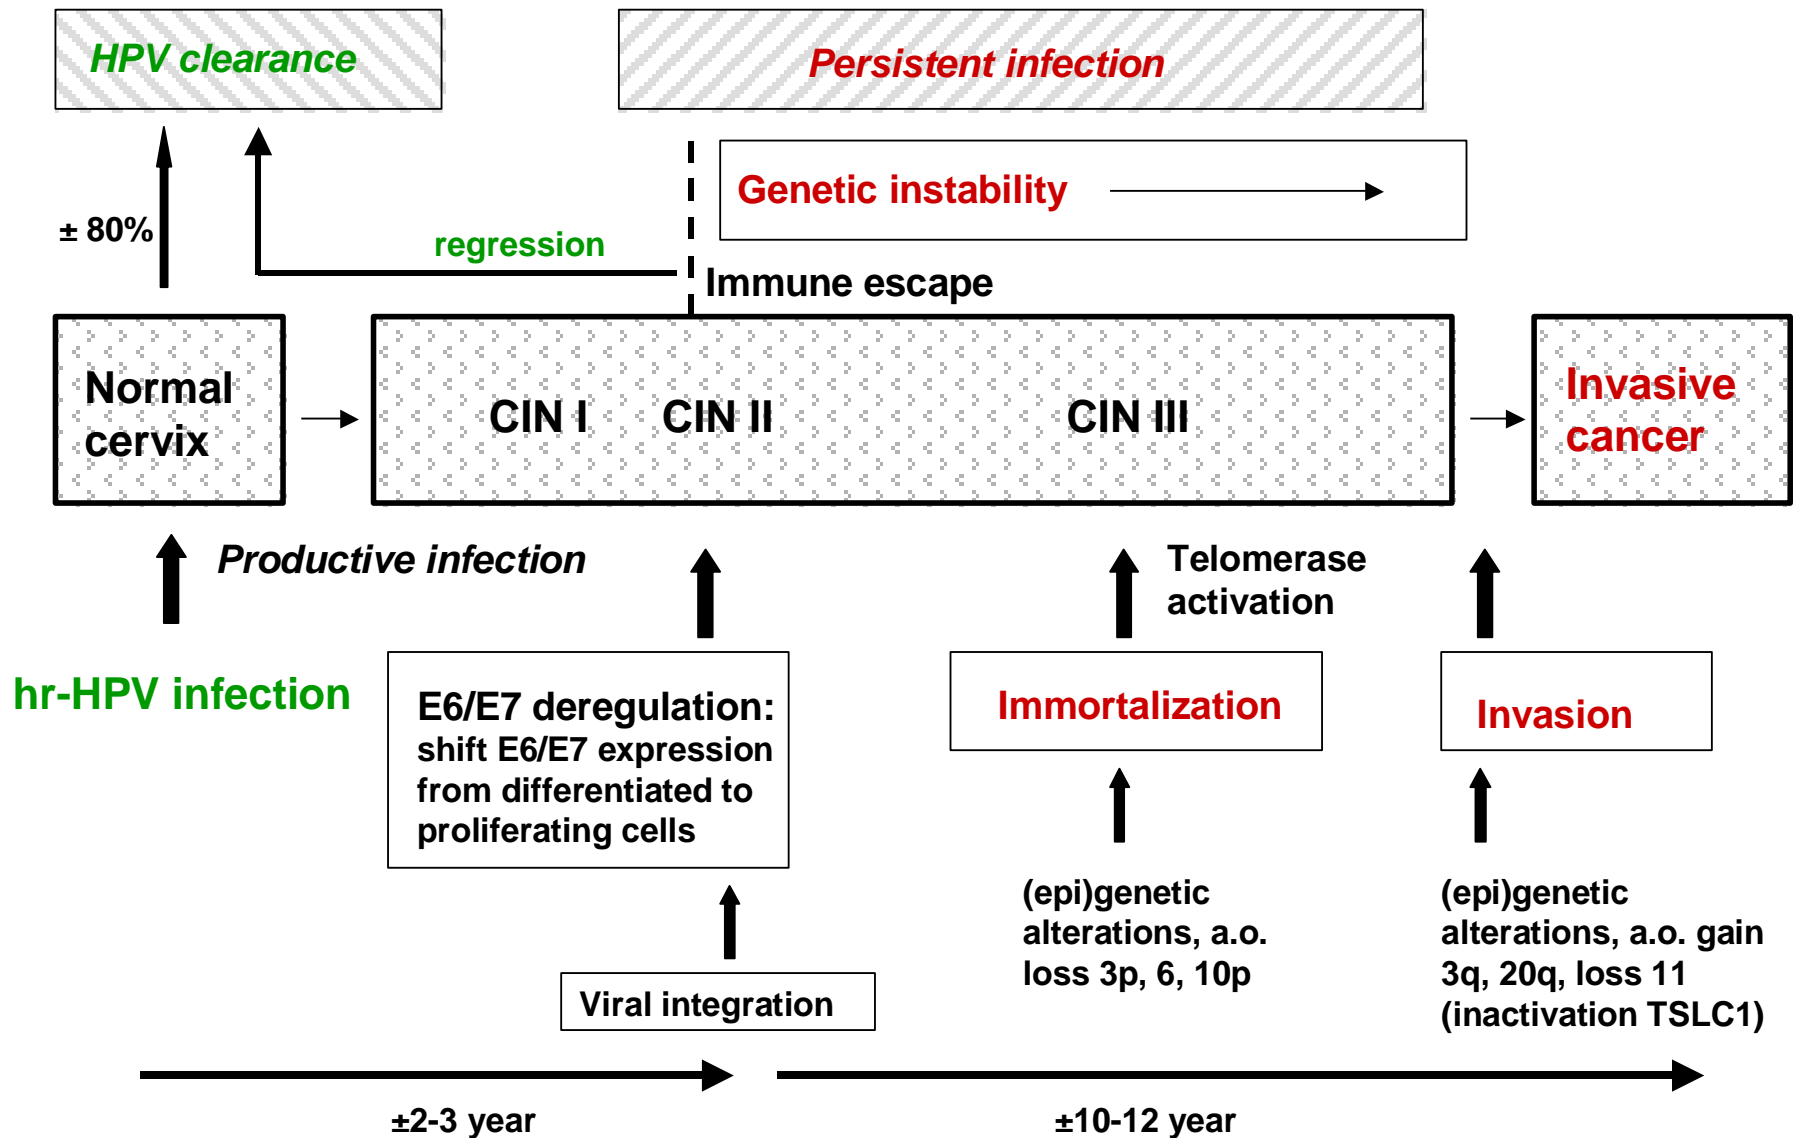 HPV clearance
Persistent infection
Genetic instability
± 80%
regression
Immune escape
Normal
cervix
CIN I
CIN II
CIN III
Invasive
cancer
Productive infection
Telomerase
activation
hr-HPV infection
E6/E7 deregulation:
shift E6/E7 expression
from differentiated to
proliferating cells
Immortalization
Invasion
Viral integration
(epi)genetic
alterations, a.o.
loss 3p, 6, 10p
(epi)genetic
alterations, a.o. gain
3q, 20q, loss 11
(inactivation TSLC1)
±2-3 year
±10-12 year